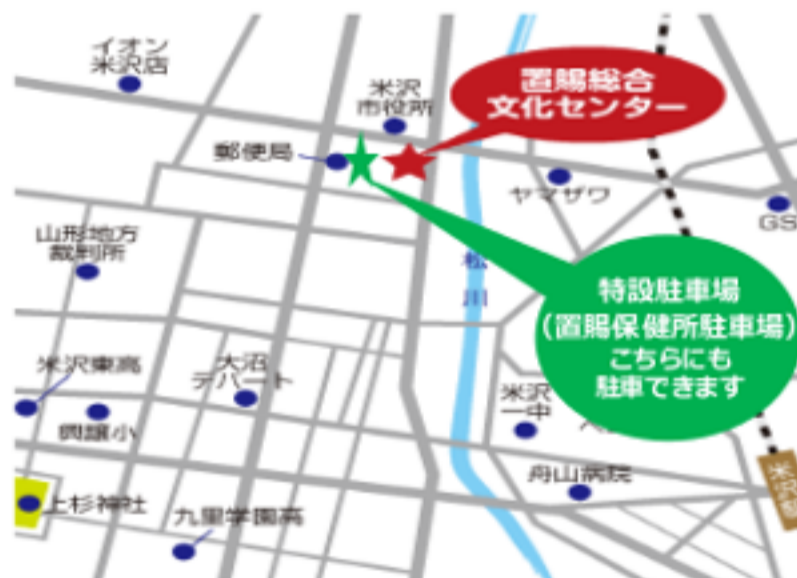 イオン
米沢店
米沢
市役所
置賜総合
文化センター
郵便局
ヤマザワ
GS
山形地方
裁判所
松
川
特設駐車場
(置賜保健所駐車場)
こちらにも
駐車できます
米沢東高
大沼
デパート
興譲小
米沢
一中
舟山病院
米沢駅
上杉神社
九里学園高